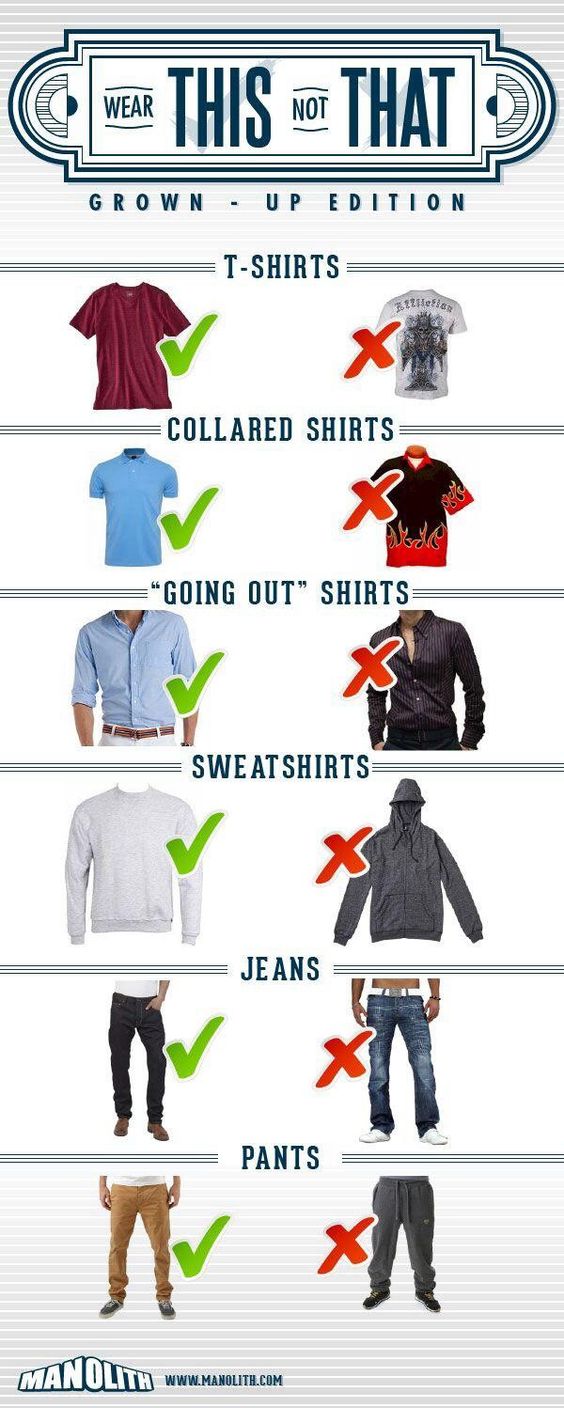 WEAR THIS NOT THAT
GROWN - UP EDITION
T-SHIRTS
Affliction
COLLARED SHIRTS
“GOING OUT” SHIRTS
SWEATSHIRTS
JEANS
PANTS
MANOLITH WWW.MANOLITH.COM